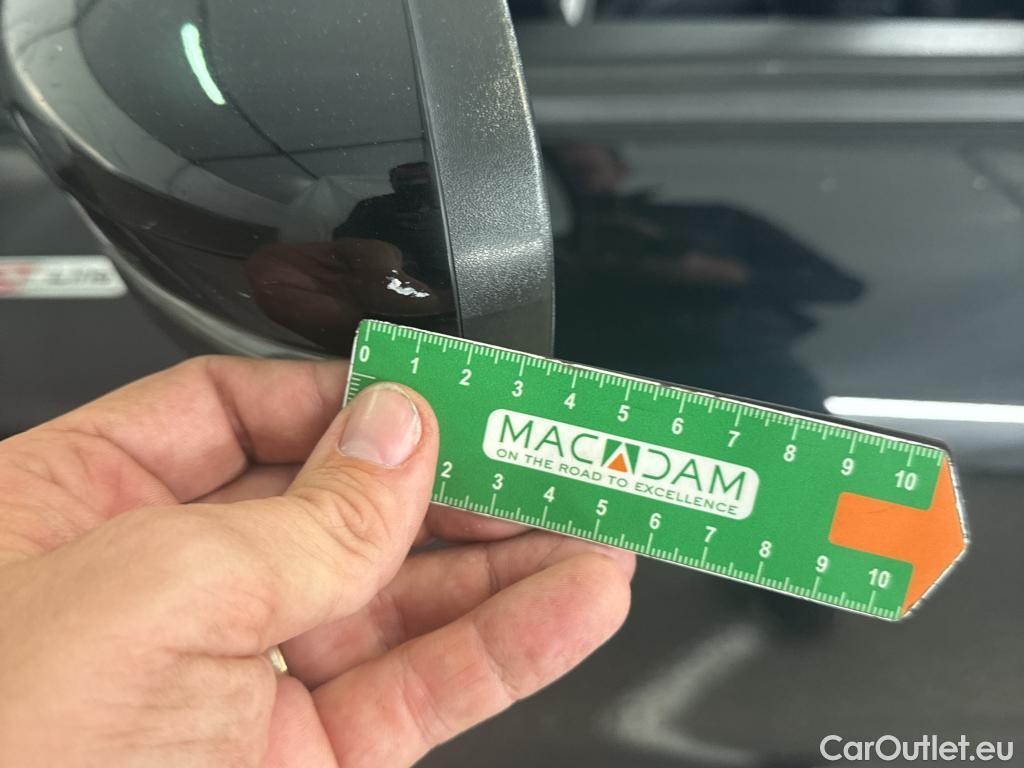 0 1 2 3 4 5 6 7 8 9 10
MACADAM
ON THE ROAD TO EXCELLENCE
2 3 4 5 6 7 8 9 10
CarOutlet.eu